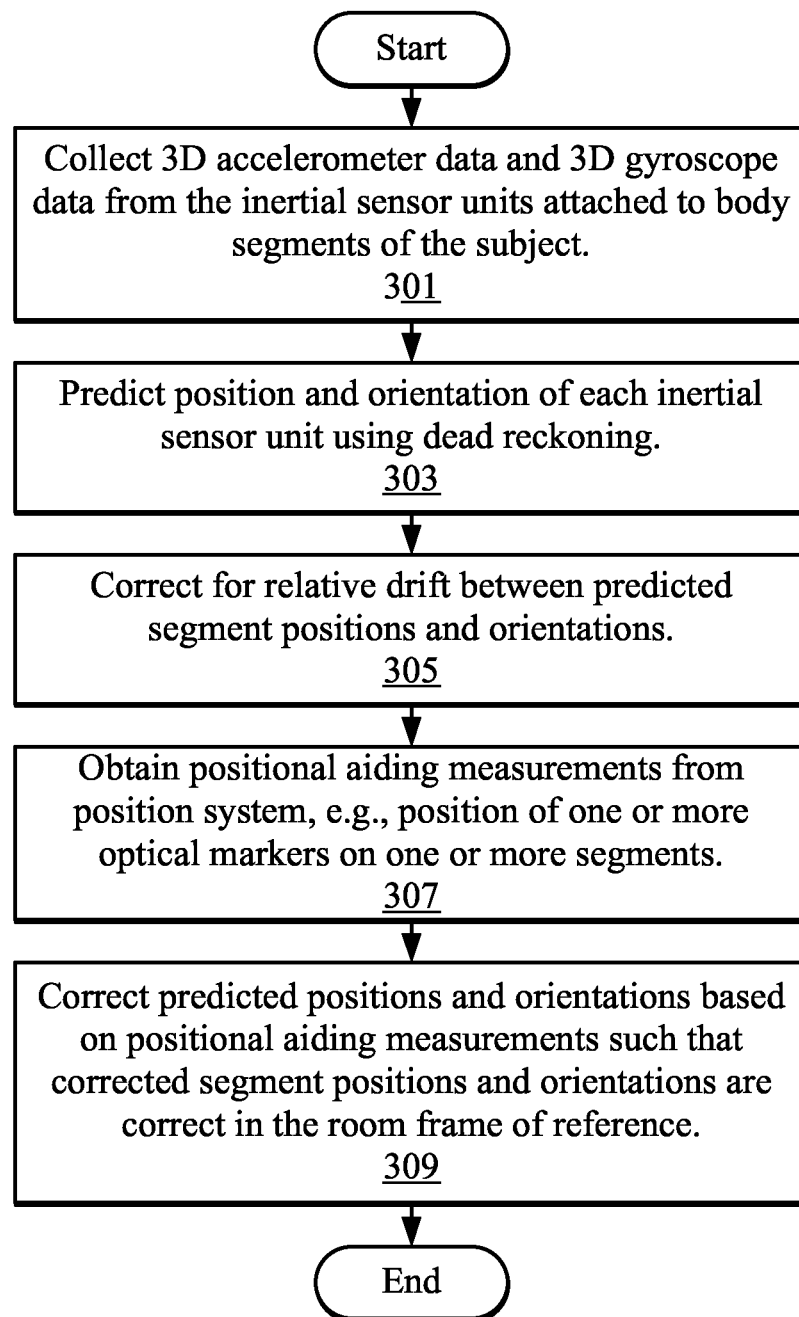 Start
Collect 3D accelerometer data and 3D gyroscope
data from the inertial sensor units attached to body
segments of the subject.
301
Predict position and orientation of each inertial
sensor unit using dead reckoning.
303
Correct for relative drift between predicted
segment positions and orientations.
305
Obtain positional aiding measurements from
position system, e.g., position of one or more
optical markers on one or more segments.
307
Correct predicted positions and orientations based
on positional aiding measurements such that
corrected segment positions and orientations are
correct in the room frame of reference.
309
End